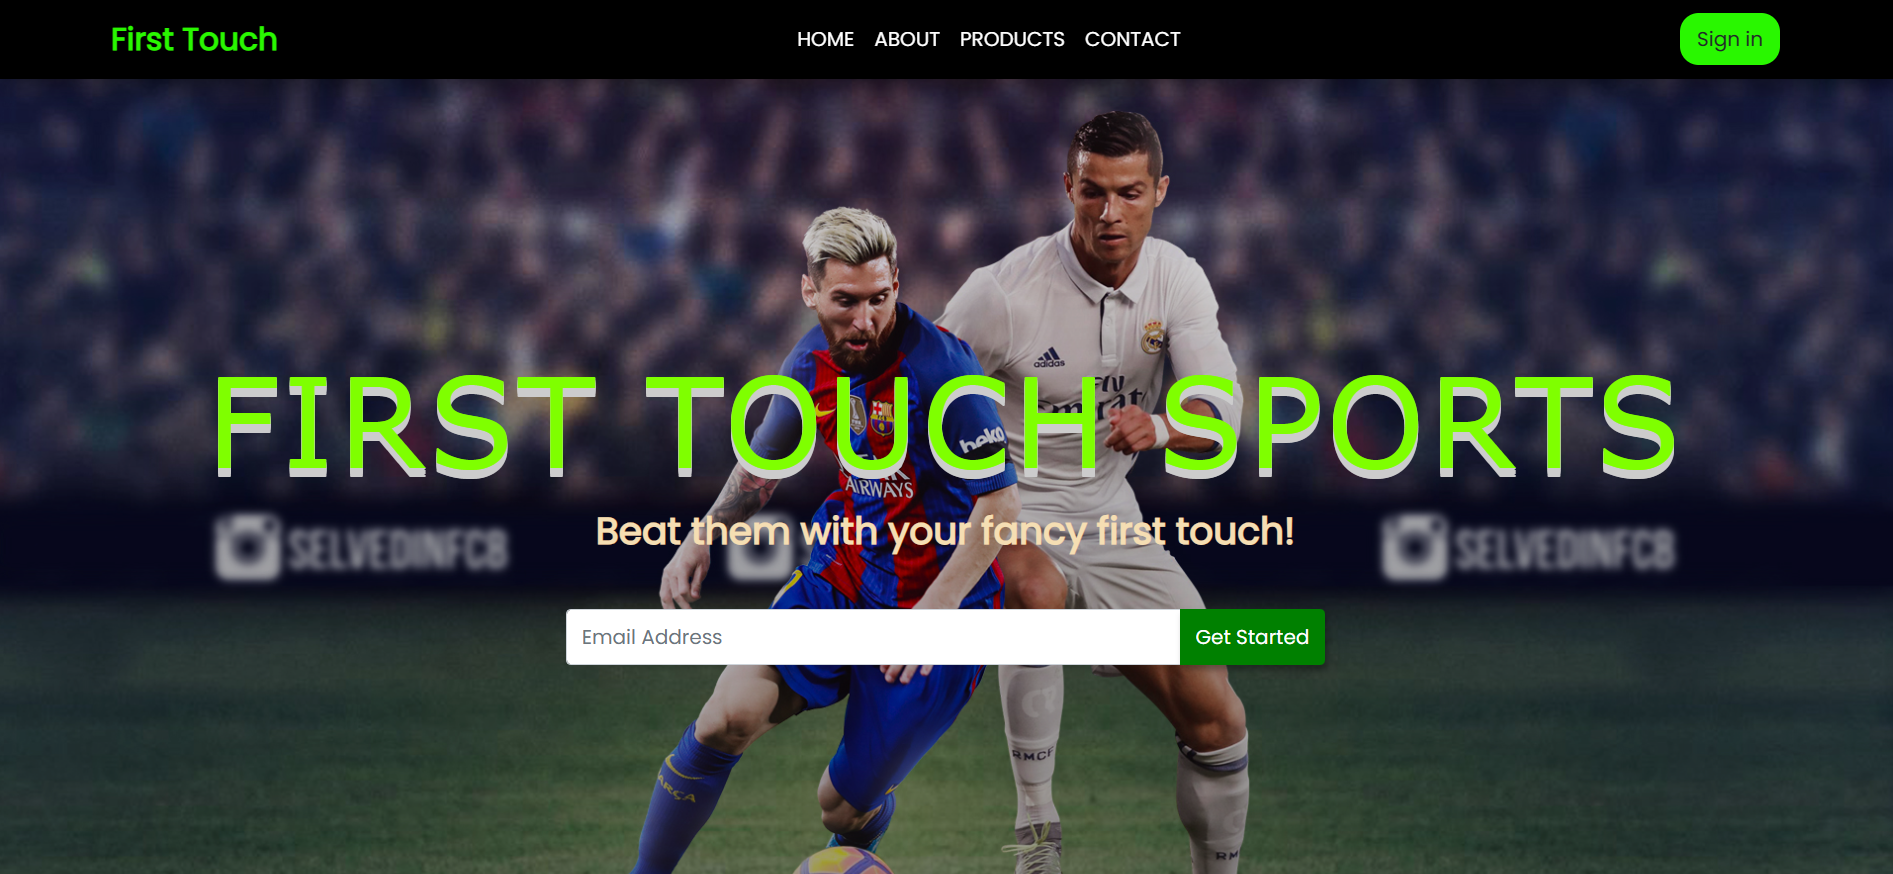 First Touch
HOME ABOUT PRODUCTS CONTACT
Sign in
adidas
Fly
Emirates
FIRST TOUCH SPORTS
beko
AIRWAYS
Beat them with your fancy first touch!
SELVEDINFCB
SELVEDINFCB
Email Address
Get Started
RMCF